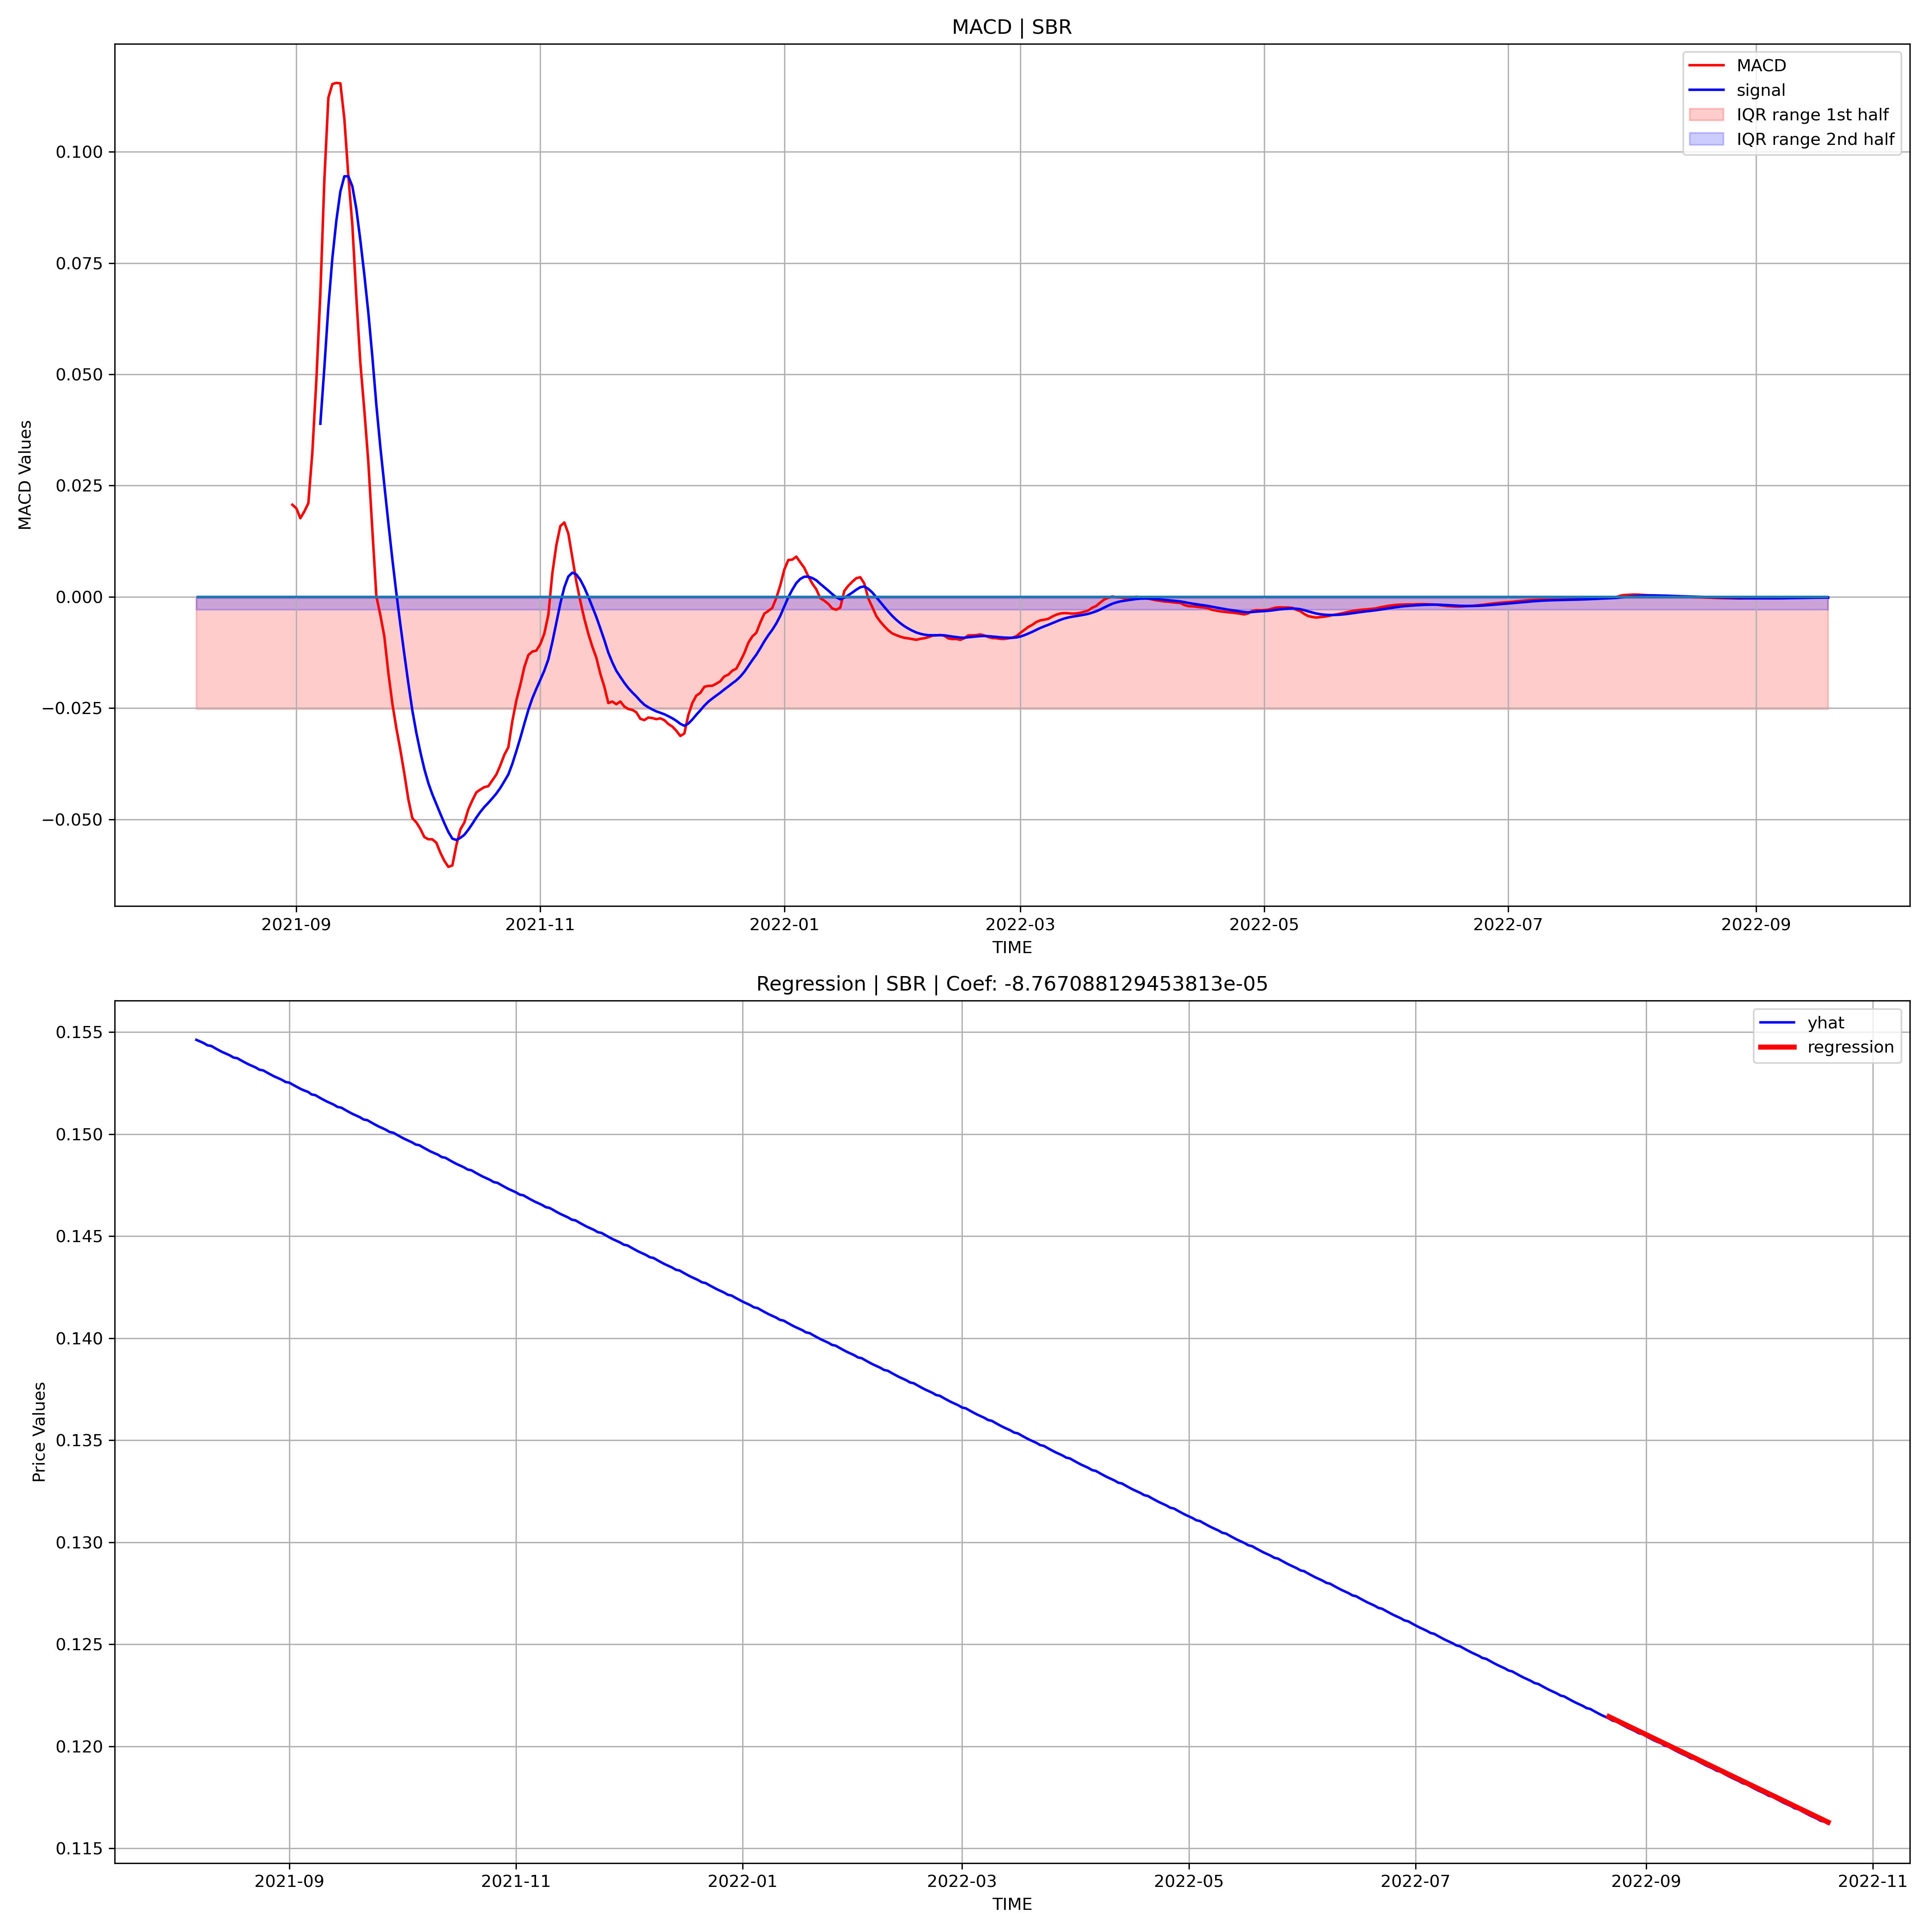 MACD | SBR
MACD
signal
IQR range 1st half
IQR range 2nd half
MACD Values
0.100
0.075
0.050
0.025
0.000
−0.025
−0.050
2021-09 2021-11 2022-01 2022-03 2022-05 2022-07 2022-09
TIME
Regression | SBR | Coef: -8.767088129453813e-05
yhat
regression
Price Values
0.155
0.150
0.145
0.140
0.135
0.130
0.125
0.120
0.115
2021-09 2021-11 2022-01 2022-03 2022-05 2022-07 2022-09 2022-11
TIME